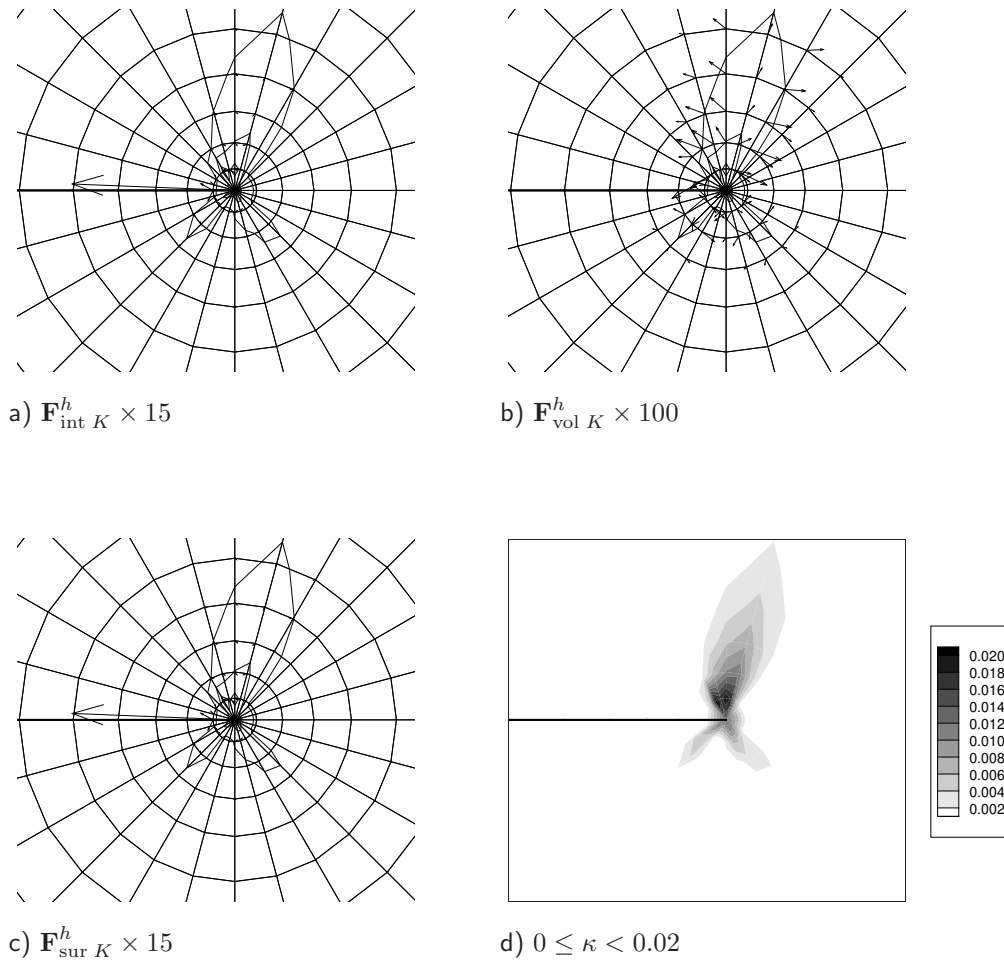 a) F^h_int K × 15
b) F^h_vol K × 100
0.020
0.018
0.016
0.014
0.012
0.010
0.008
0.006
0.004
0.002
c) F^h_sur K × 15
d) 0 ≤ κ < 0.02